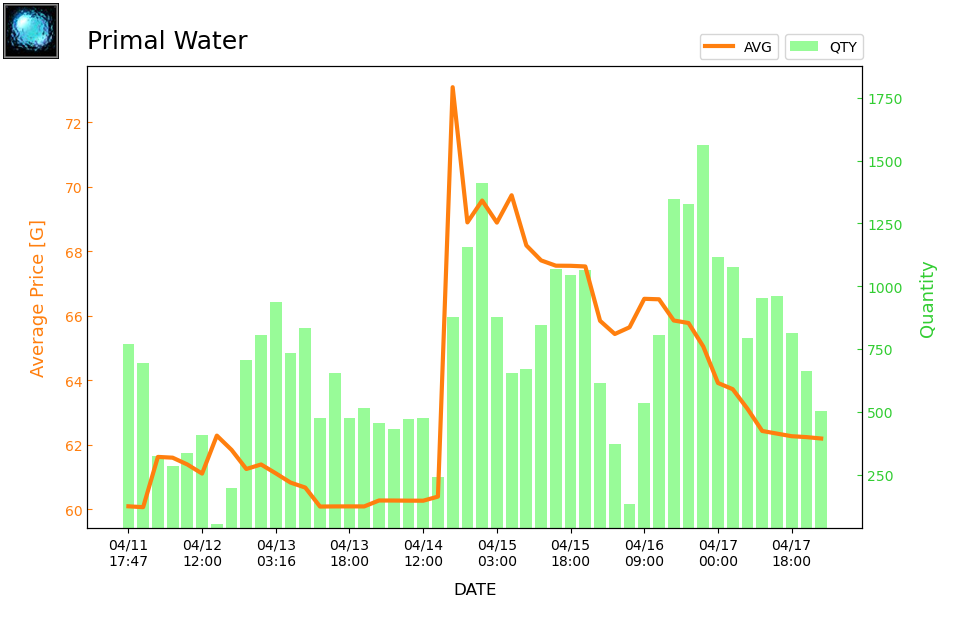 Primal Water
AVG
QTY
Average Price [G]
72
70
68
66
64
62
60
1750
1500
1250
1000
750
500
250
Quantity
04/11 04/12 04/13 04/13 04/14 04/15 04/15 04/16 04/17 04/17
17:47 12:00 03:16 18:00 12:00 03:00 18:00 09:00 00:00 18:00
DATE